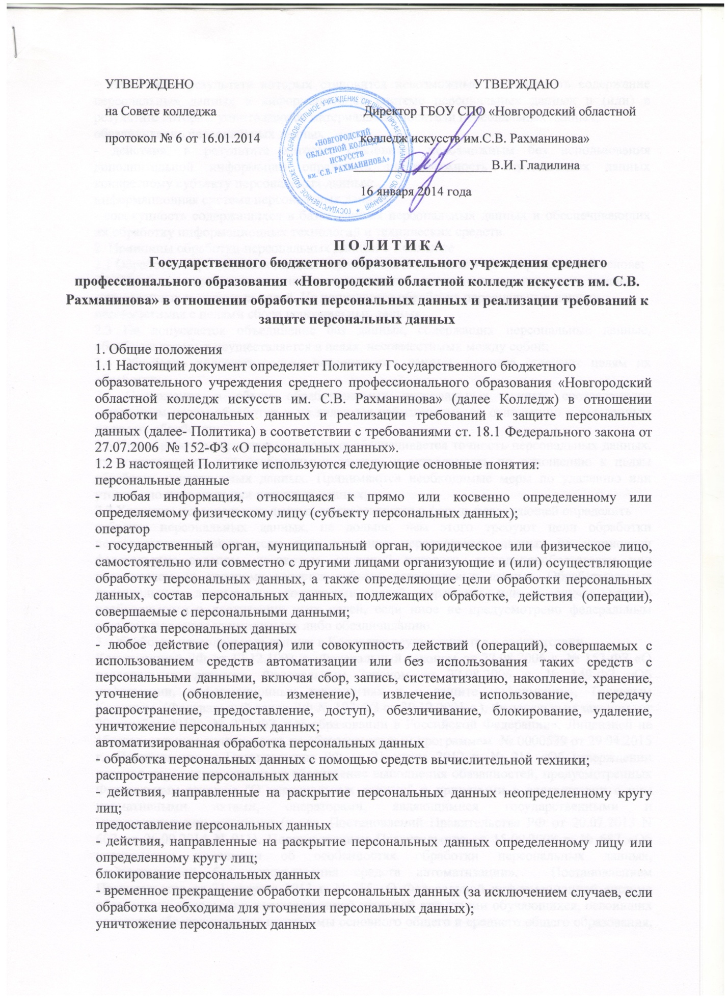 УТВЕРЖДЕНО
на Совете колледжа
протокол № 6 от 16.01.2014
УТВЕРЖДАЮ
Директор ГБОУ СПО «Новгородский областной
колледж искусств им.С.В. Рахманинова»
В.И. Гладилина
16 января 2014 года
ГОСУДАРСТВЕННОЕ БЮДЖЕТНОЕ ОБРАЗОВАТЕЛЬНОЕ УЧРЕЖДЕНИЕ СРЕДНЕГО ПРОФЕССИОНАЛЬНОГО ОБРАЗОВАНИЯ
«НОВГОРОДСКИЙ
ОБЛАСТНОЙ КОЛЛЕДЖ
ИСКУССТВ
им. С.В. РАХМАНИНОВА»
П О Л И Т И К А
Государственного бюджетного образовательного учреждения среднего
профессионального образования «Новгородский областной колледж искусств им. С.В.
Рахманинова» в отношении обработки персональных данных и реализации требований к
защите персональных данных
1. Общие положения
1.1 Настоящий документ определяет Политику Государственного бюджетного
образовательного учреждения среднего профессионального образования «Новгородский
областной колледж искусств им. С.В. Рахманинова» (далее Колледж) в отношении
обработки персональных данных и реализации требований к защите персональных
данных (далее- Политика) в соответствии с требованиями ст. 18.1 Федерального закона от
27.07.2006 № 152-ФЗ «О персональных данных».
1.2 В настоящей Политике используются следующие основные понятия:
персональные данные
- любая информация, относящаяся к прямо или косвенно определенному или
определяемому физическому лицу (субъекту персональных данных);
оператор
- государственный орган, муниципальный орган, юридическое или физическое лицо,
самостоятельно или совместно с другими лицами организующие и (или) осуществляющие
обработку персональных данных, а также определяющие цели обработки персональных
данных, состав персональных данных, подлежащих обработке, действия (операции),
совершаемые с персональными данными;
обработка персональных данных
- любое действие (операция) или совокупность действий (операций), совершаемых с
использованием средств автоматизации или без использования таких средств с
персональными данными, включая сбор, запись, систематизацию, накопление, хранение,
уточнение (обновление, изменение), извлечение, использование, передачу
распространение, предоставление, доступ), обезличивание, блокирование, удаление,
уничтожение персональных данных;
автоматизированная обработка персональных данных
- обработка персональных данных с помощью средств вычислительной техники;
распространение персональных данных
- действия, направленные на раскрытие персональных данных неопределенному кругу
лиц;
предоставление персональных данных
- действия, направленные на раскрытие персональных данных определенному лицу или
определенному кругу лиц;
блокирование персональных данных
- временное прекращение обработки персональных данных (за исключением случаев, если
обработка необходима для уточнения персональных данных);
уничтожение персональных данных